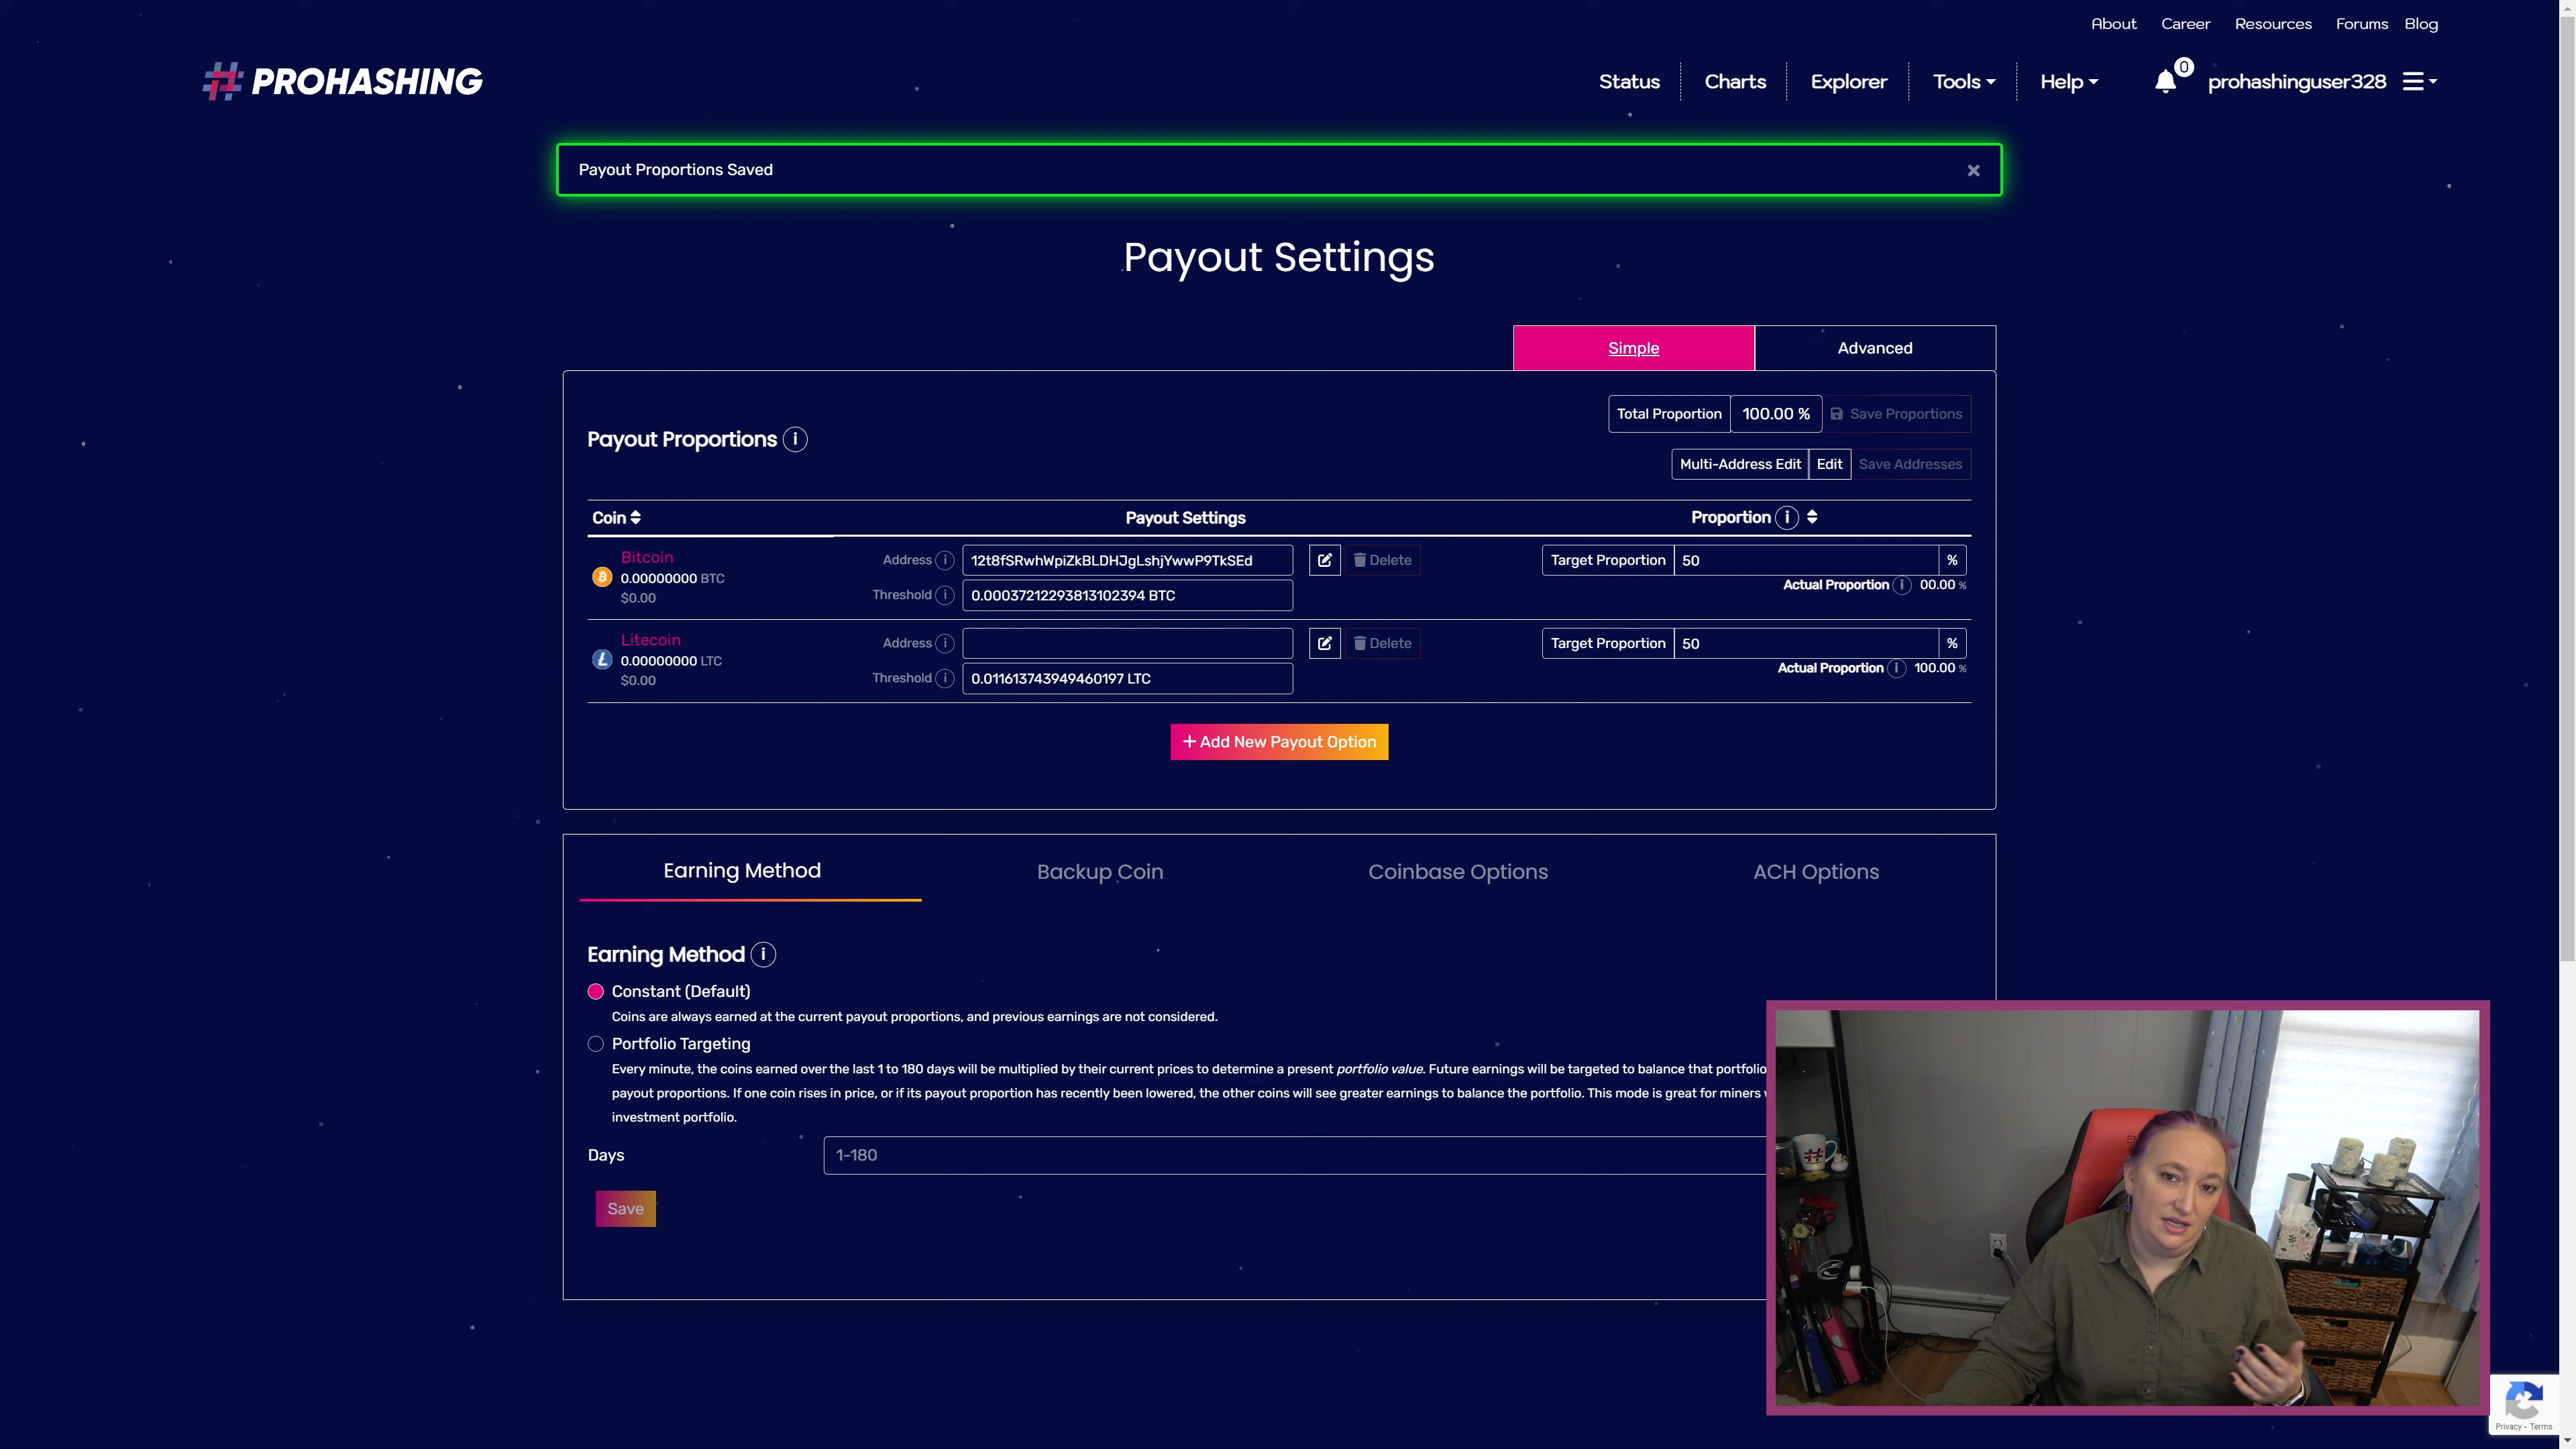 About Career Resources Forums Blog
PROHASHING
Status Charts Explorer Tools Help 0 prohashinguser328
Payout Proportions Saved
Payout Settings
Simple Advanced
Total Proportion 100.00 % Save Proportions
Payout Proportions i
Multi-Address Edit Edit Save Addresses
Coin Payout Settings Proportion i
Bitcoin
0.00000000 BTC
$0.00
Address i 12t8fSRwhWpiZkBLDHJgLshjYwwP9TkSEd Delete
Threshold i 0.00037212293813102394 BTC
Target Proportion 50 %
Actual Proportion i 00.00 %
Litecoin
0.00000000 LTC
$0.00
Address i Delete
Threshold i 0.011613743949460197 LTC
Target Proportion 50 %
Actual Proportion i 100.00 %
+ Add New Payout Option
Earning Method Backup Coin Coinbase Options ACH Options
Earning Method i
Constant (Default)
Coins are always earned at the current payout proportions, and previous earnings are not considered.
Portfolio Targeting
Every minute, the coins earned over the last 1 to 180 days will be multiplied by their current prices to determine a present portfolio value. Future earnings will be targeted to balance that portfolio
payout proportions. If one coin rises in price, or if its payout proportion has recently been lowered, the other coins will see greater earnings to balance the portfolio. This mode is great for miners
investment portfolio.
Days 1-180
Save
Privacy - Terms